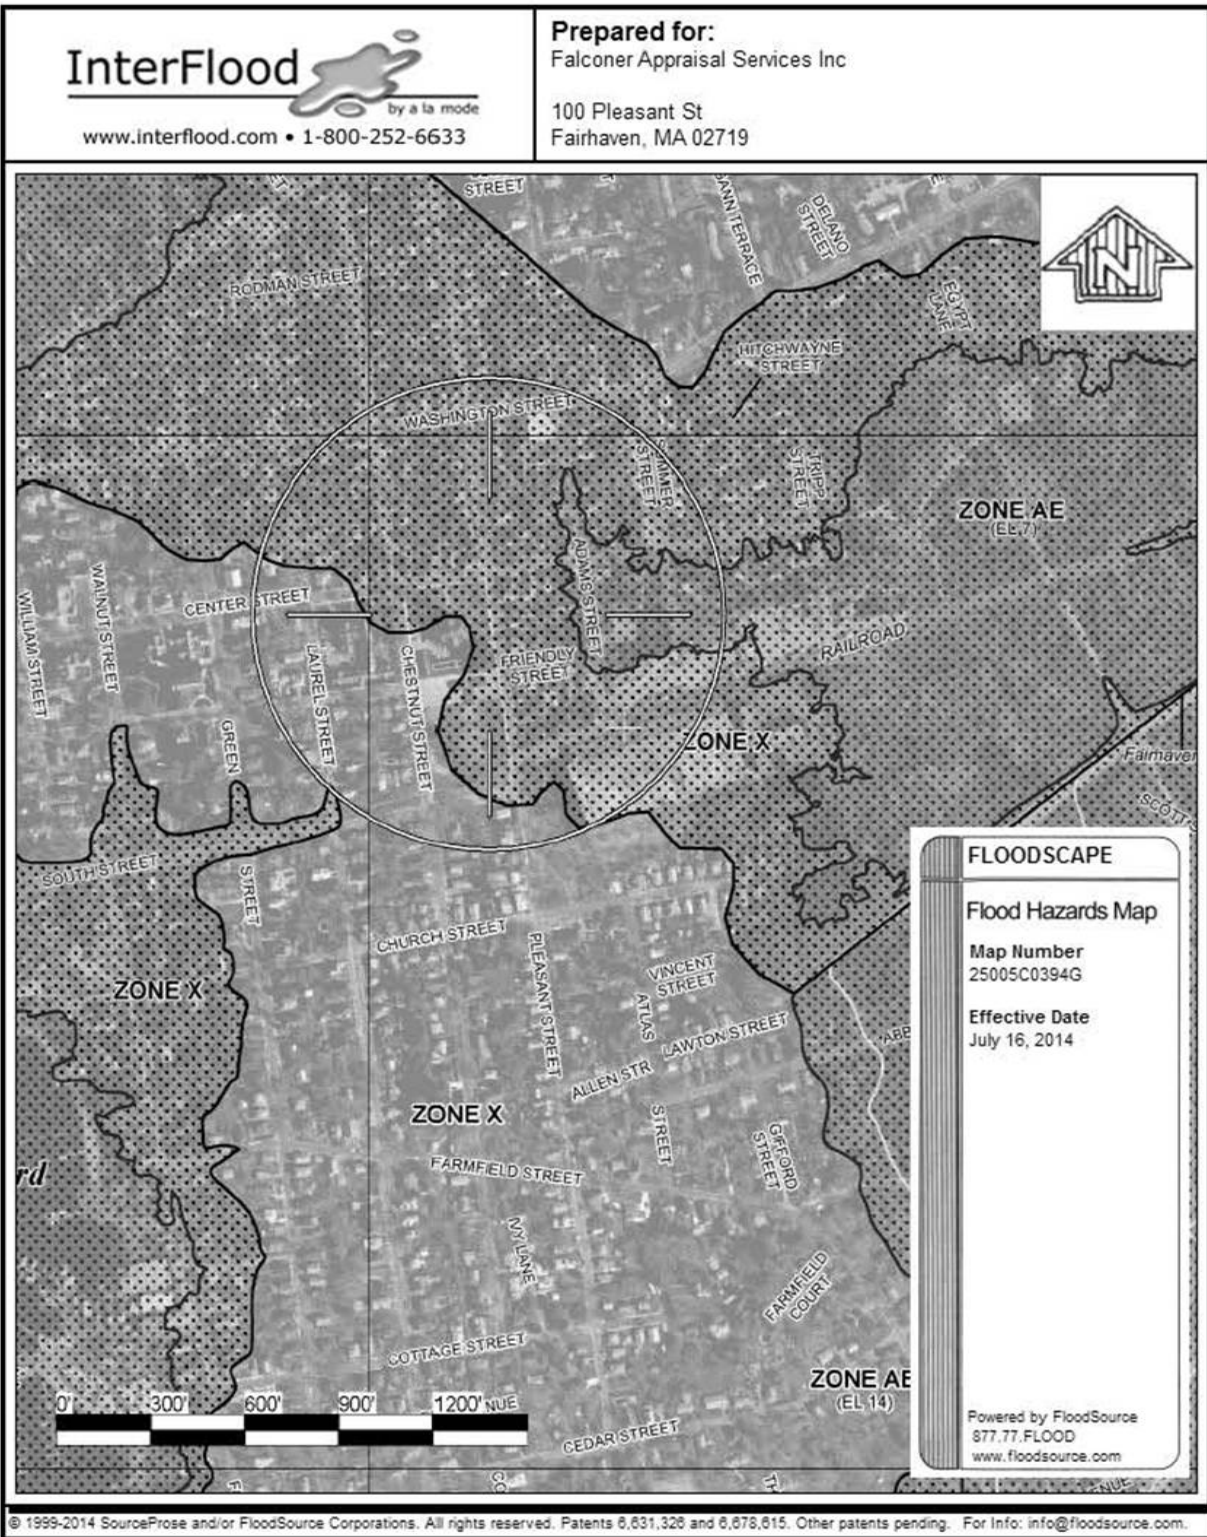 InterFlood
by a la mode
www.interflood.com • 1-800-252-6633
Prepared for:
Falconer Appraisal Services Inc
100 Pleasant St
Fairhaven, MA 02719
STREET
DELANO
STREET
TERRACE
N
RODMAN STREET
EGYPT
LANE
HITCHWAYNE
STREET
WASHINGTON STREET
STREET
TRIPP
STREET
ZONE AE
(EL 7)
ADAMS STREET
WILLIAM STREET
WALNUT STREET
CENTER STREET
LAUREL STREET
CHESTNUT STREET
FRIENDLY
STREET
RAILROAD
GREEN
ZONE X
SOUTH STREET
STREET
CHURCH STREET
PLEASANT STREET
VINCENT
STREET
ATLAS
LAWTON STREET
ALLEN STR
STREET
ZONE X
ZONE X
GIFFORD
STREET
FARMFIELD STREET
IVY LANE
FARMFIELD
COURT
COTTAGE STREET
ZONE AE
(EL 14)
CEDAR STREET
rd
0' 300' 600' 900' 1200'
NUE
FLOODSCAPE
Flood Hazards Map
Map Number
25005C0394G
Effective Date
July 16, 2014
Powered by FloodSource
877.77.FLOOD
www.floodsource.com
© 1999-2014 SourceProse and/or FloodSource Corporations. All rights reserved. Patents 6,631,326 and 6,678,615. Other patents pending. For Info: info@floodsource.com.